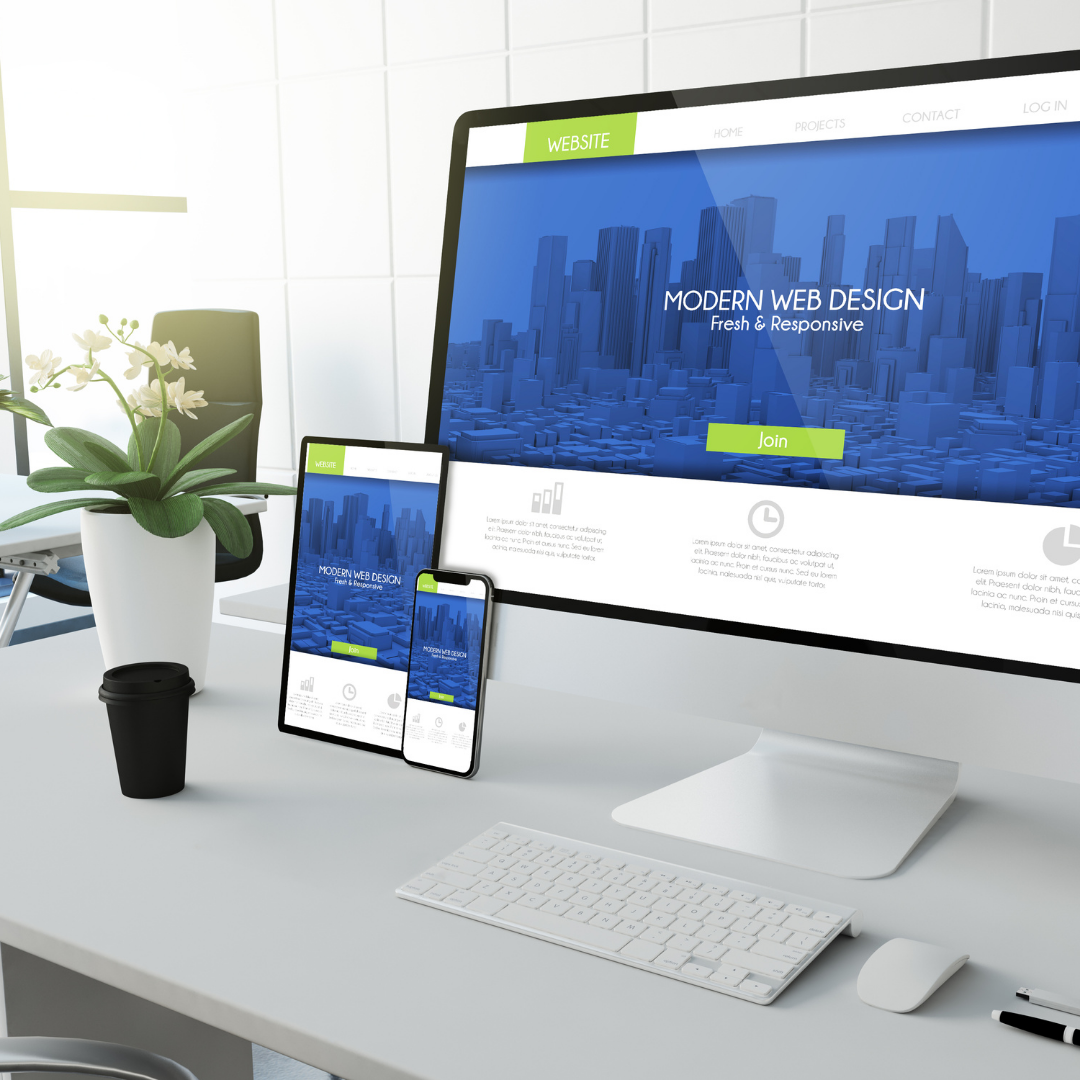 WEBSITE
HOME
PROJECTS
CONTACT
LOG IN
MODERN WEB DESIGN
Fresh & Responsive
Join
Lorem ipsum dolor sit amet, consectetur adipiscing
elit. Praesent dolor nibh, faucibus ac volutpat ut,
lacinia ac nunc. Proin et cursus nunc. Sed eu lorem
lacinia, malesuada nisi quis, vulputate tortor.
Lorem ipsum dolor sit amet, consectetur adipiscing
elit. Praesent dolor nibh, faucibus ac volutpat ut,
lacinia ac nunc. Proin et cursus nunc. Sed eu lorem
malesuada nisi quis, vulputate tortor.
Lorem ipsum dolor sit amet, co
elit. Praesent dolor nibh, fauc
lacinia ac nunc. Proin et cursus
lacinia, malesuada nisi quis
WEBSITE
MODERN WEB DESIGN
Fresh & Responsive
Join
MODERN WEB DESIGN
Fresh & Responsive